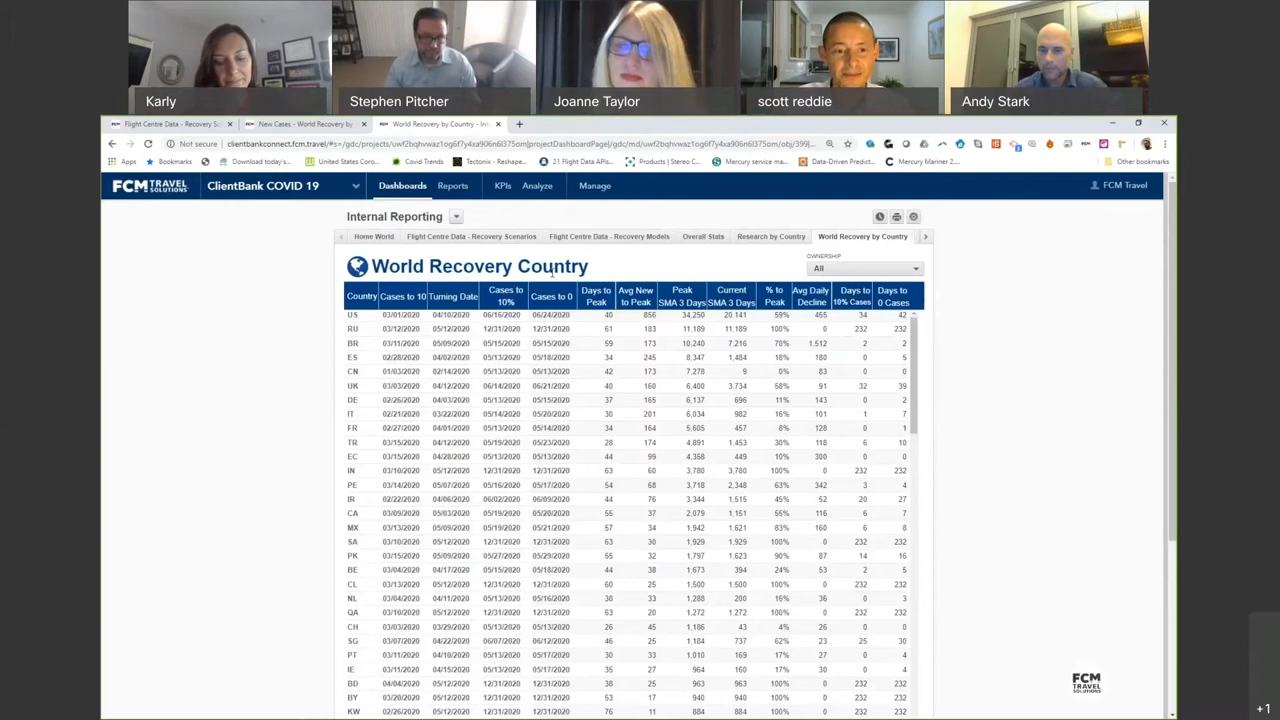 Karly
Stephen Pitcher
Joanne Taylor
scott reddie
Andy Stark
Flight Centre Data - Recovery Sc
New Cases - World Recovery by
World Recovery by Country - Int
Not secure
Apps
Bookmarks
Download today's...
United States Coro...
Covid Trends
Tectonix - Reshape...
21 Flight Data APIs...
Products | Stereo C...
Mercury service ma...
Data-Driven Predict...
Mercury Mariner 2...
Other bookmarks
FCM TRAVEL SOLUTIONS
ClientBank COVID 19
Dashboards
Reports
KPIs
Analyze
Manage
FCM Travel
Internal Reporting
Home World
Flight Centre Data - Recovery Scenarios
Flight Centre Data - Recovery Models
Overall Stats
Research by Country
World Recovery by Country
World Recovery Country
OWNERSHIP
All
Country Cases to 10 Turning Date Cases to 10% Cases to 0 Days to Peak Avg New to Peak Peak SMA 3 Days Current SMA 3 Days % to Peak Avg Daily Decline Days to 10% Cases Days to 0 Cases
US 03/01/2020 04/10/2020 06/16/2020 06/24/2020 40 856 34,250 20,141 59% 455 34 42
RU 03/12/2020 05/12/2020 12/31/2020 12/31/2020 61 183 11,189 11,189 100% 0 232 232
BR 03/11/2020 05/09/2020 05/15/2020 05/15/2020 59 173 10,240 7,216 70% 1,512 2 2
ES 02/28/2020 04/02/2020 05/13/2020 05/18/2020 34 245 8,347 1,484 18% 180 0 5
CN 01/03/2020 02/14/2020 05/13/2020 05/13/2020 42 173 7,278 9 0% 83 0 0
UK 03/03/2020 04/12/2020 06/14/2020 06/21/2020 40 160 6,400 3,734 58% 91 32 39
DE 02/26/2020 04/03/2020 05/13/2020 05/15/2020 37 165 6,137 696 11% 143 0 2
IT 02/21/2020 03/22/2020 05/14/2020 05/20/2020 30 201 6,034 982 16% 101 1 7
FR 02/27/2020 04/01/2020 05/13/2020 05/14/2020 34 164 5,605 457 8% 128 0 1
TR 03/15/2020 04/12/2020 05/19/2020 05/23/2020 28 174 4,891 1,453 30% 118 6 10
EC 03/15/2020 04/28/2020 05/13/2020 05/13/2020 44 99 4,358 449 10% 300 0 0
IN 03/10/2020 05/12/2020 12/31/2020 12/31/2020 63 60 3,780 3,780 100% 0 232 232
PE 03/14/2020 05/07/2020 05/16/2020 05/17/2020 54 68 3,718 2,348 63% 342 3 4
IR 02/22/2020 04/06/2020 06/02/2020 06/09/2020 44 76 3,344 1,515 45% 52 20 27
CA 03/09/2020 05/03/2020 05/19/2020 05/20/2020 55 37 2,079 1,151 55% 116 6 7
MX 03/13/2020 05/09/2020 05/19/2020 05/21/2020 57 34 1,942 1,621 83% 160 6 8
SA 03/10/2020 05/12/2020 12/31/2020 12/31/2020 63 30 1,929 1,929 100% 0 232 232
PK 03/15/2020 05/09/2020 05/27/2020 05/29/2020 55 32 1,797 1,623 90% 87 14 16
BE 03/04/2020 04/17/2020 05/15/2020 05/18/2020 44 38 1,673 394 24% 53 2 5
CL 03/13/2020 05/12/2020 12/31/2020 12/31/2020 60 25 1,500 1,500 100% 0 232 232
NL 03/04/2020 04/11/2020 05/13/2020 05/16/2020 38 33 1,288 200 16% 36 0 3
QA 03/10/2020 05/12/2020 12/31/2020 12/31/2020 63 20 1,272 1,272 100% 0 232 232
CH 03/03/2020 03/29/2020 05/13/2020 05/13/2020 26 45 1,186 43 4% 26 0 0
SG 03/07/2020 04/22/2020 06/07/2020 06/12/2020 46 25 1,184 737 62% 23 25 30
PT 03/11/2020 04/10/2020 05/13/2020 05/17/2020 30 33 1,010 169 17% 27 0 4
IE 03/11/2020 04/15/2020 05/13/2020 05/17/2020 35 27 964 160 17% 30 0 4
BD 04/04/2020 05/12/2020 12/31/2020 12/31/2020 38 25 963 963 100% 0 232 232
BY 03/20/2020 05/12/2020 12/31/2020 12/31/2020 53 17 940 940 100% 0 232 232
KW 02/26/2020 05/12/2020 12/31/2020 12/31/2020 76 11 884 884 100% 0 232 232
FCM
TRAVEL
SOLUTIONS
+1